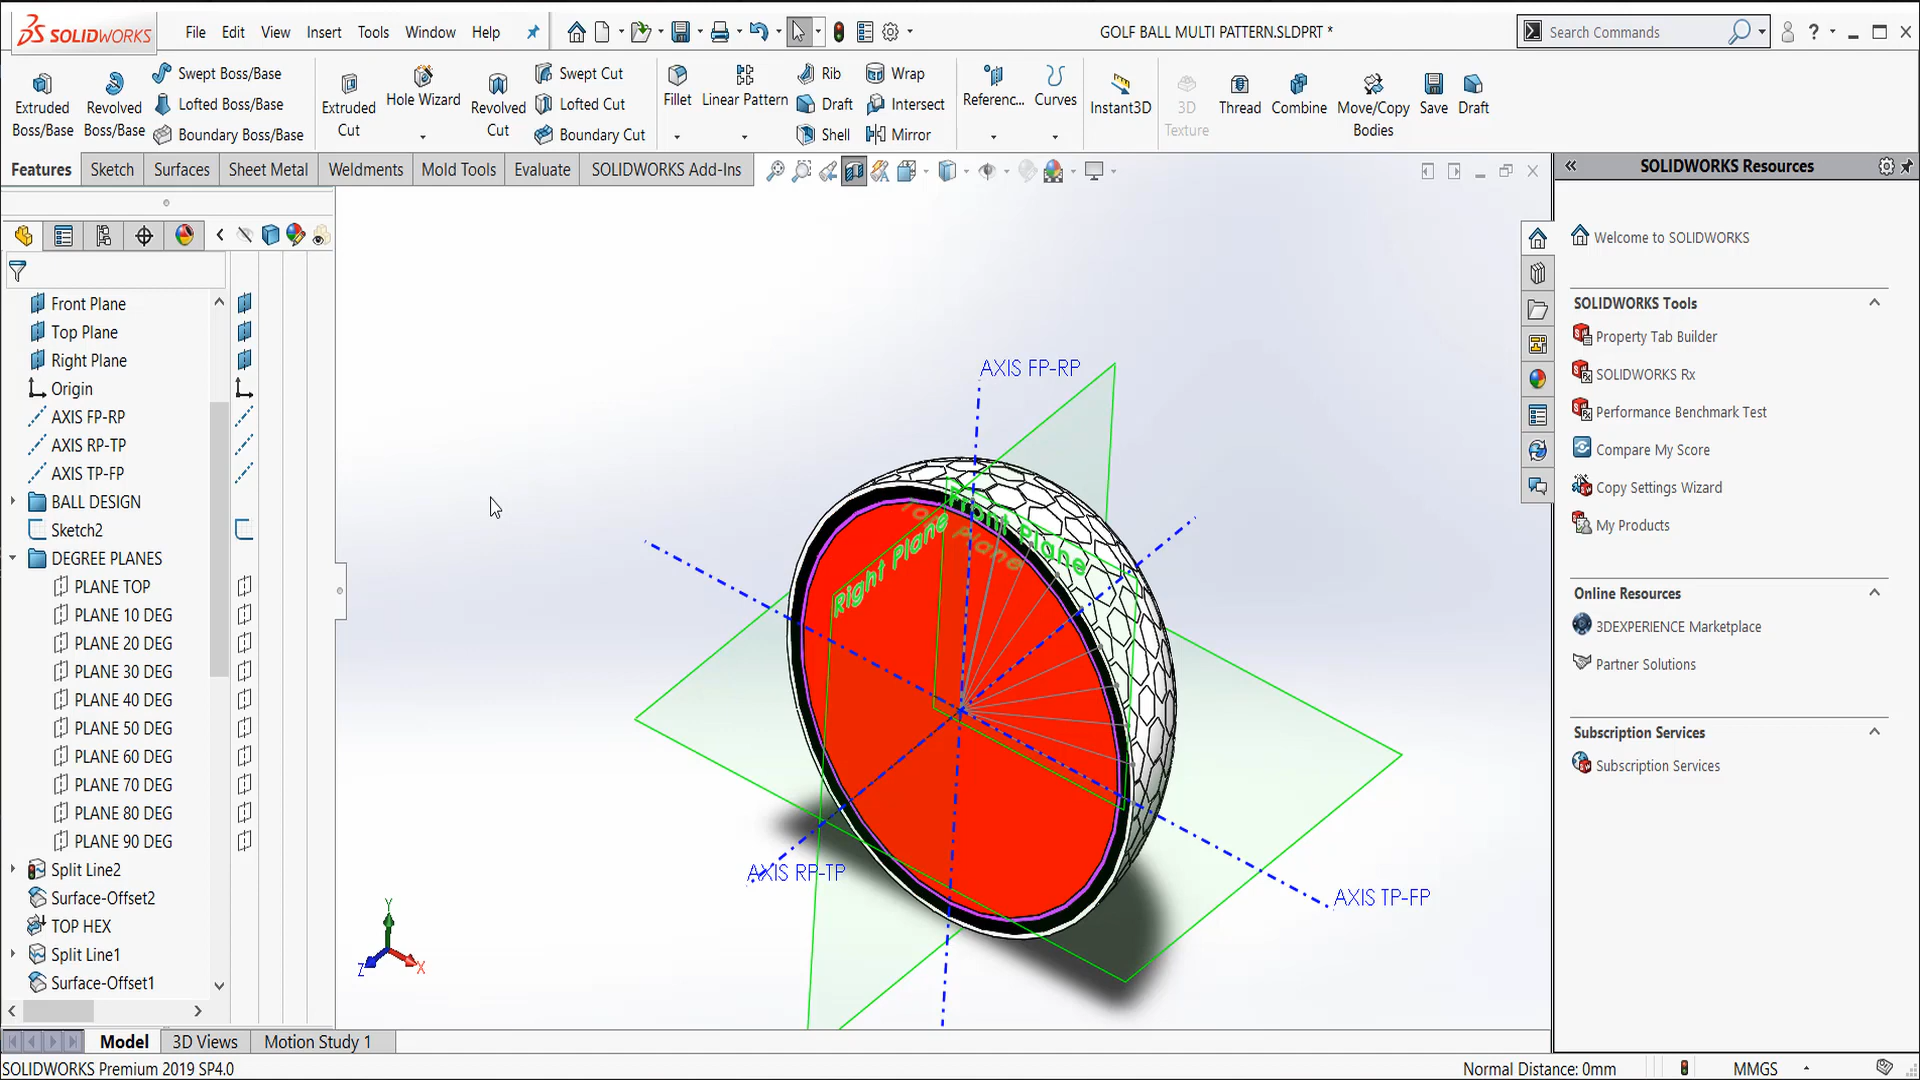 SOLIDWORKS
File Edit View Insert Tools Window Help
GOLF BALL MULTI PATTERN.SLDPRT *
Search Commands
Extruded Boss/Base
Revolved Boss/Base
Swept Boss/Base
Lofted Boss/Base
Boundary Boss/Base
Extruded Cut
Hole Wizard
Revolved Cut
Swept Cut
Lofted Cut
Boundary Cut
Fillet
Linear Pattern
Rib
Draft
Shell
Wrap
Intersect
Mirror
Referenc...
Curves
Instant3D
3D Texture
Thread
Combine
Move/Copy Bodies
Save
Draft
Features Sketch Surfaces Sheet Metal Weldments Mold Tools Evaluate SOLIDWORKS Add-Ins
Front Plane
Top Plane
Right Plane
Origin
AXIS FP-RP
AXIS RP-TP
AXIS TP-FP
BALL DESIGN
Sketch2
DEGREE PLANES
PLANE TOP
PLANE 10 DEG
PLANE 20 DEG
PLANE 30 DEG
PLANE 40 DEG
PLANE 50 DEG
PLANE 60 DEG
PLANE 70 DEG
PLANE 80 DEG
PLANE 90 DEG
Split Line2
Surface-Offset2
TOP HEX
Split Line1
Surface-Offset1
AXIS FP-RP
Front Plane
Top Plane
Right Plane
AXIS RP-TP
AXIS TP-FP
Y
Z
X
SOLIDWORKS Resources
Welcome to SOLIDWORKS
SOLIDWORKS Tools
Property Tab Builder
SOLIDWORKS Rx
Performance Benchmark Test
Compare My Score
Copy Settings Wizard
My Products
Online Resources
3DEXPERIENCE Marketplace
Partner Solutions
Subscription Services
Subscription Services
Model 3D Views Motion Study 1
SOLIDWORKS Premium 2019 SP4.0
Normal Distance: 0mm
MMGS